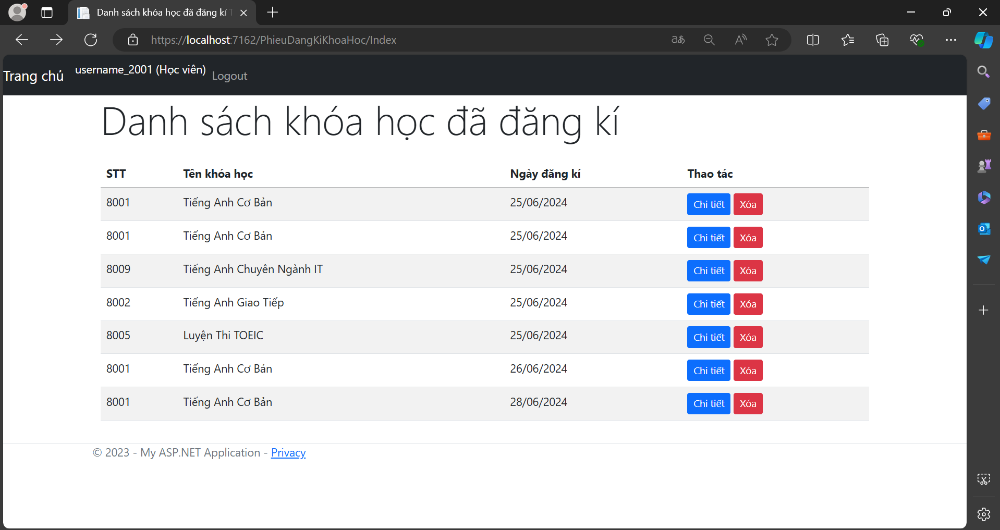 Danh sách khóa học đã đăng kí
https://localhost:7162/PhieuDangKiKhoaHoc/Index
Trang chủ username_2001 (Học viên) Logout
Danh sách khóa học đã đăng kí
STT Tên khóa học Ngày đăng kí Thao tác
8001 Tiếng Anh Cơ Bản 25/06/2024 Chi tiết Xóa
8001 Tiếng Anh Cơ Bản 25/06/2024 Chi tiết Xóa
8009 Tiếng Anh Chuyên Ngành IT 25/06/2024 Chi tiết Xóa
8002 Tiếng Anh Giao Tiếp 25/06/2024 Chi tiết Xóa
8005 Luyện Thi TOEIC 25/06/2024 Chi tiết Xóa
8001 Tiếng Anh Cơ Bản 26/06/2024 Chi tiết Xóa
8001 Tiếng Anh Cơ Bản 28/06/2024 Chi tiết Xóa
© 2023 - My ASP.NET Application - Privacy